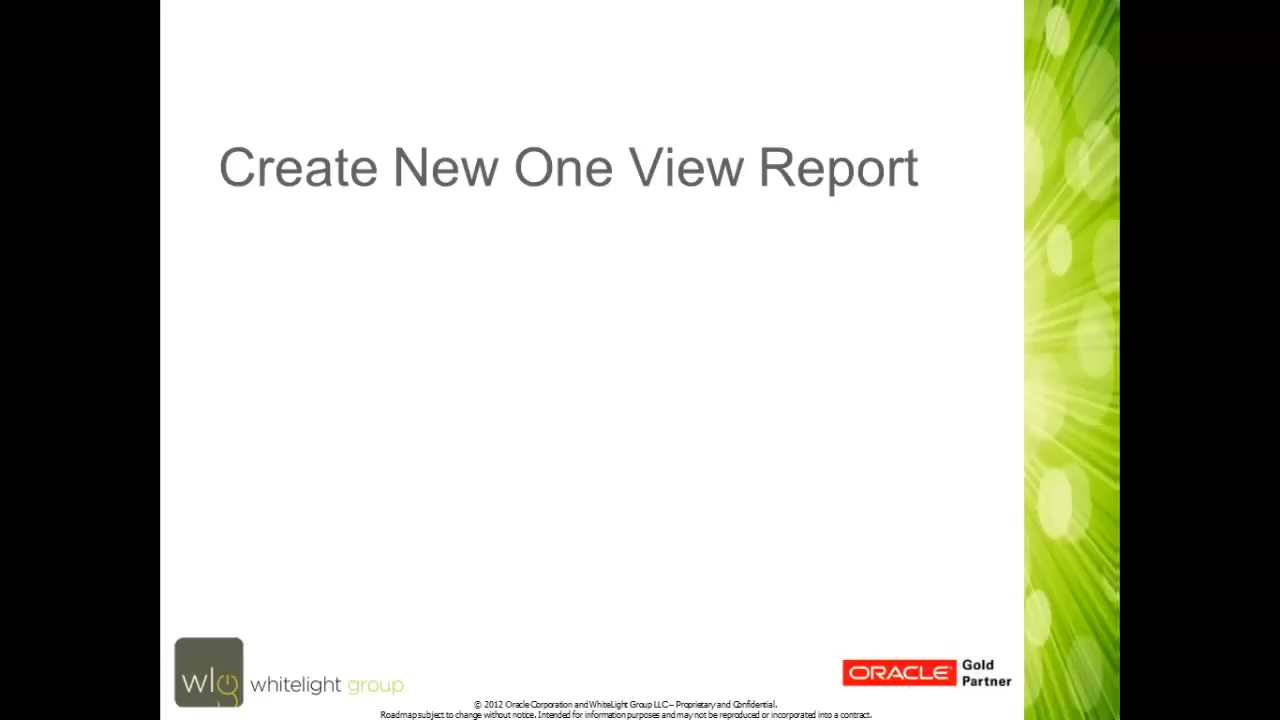 Create New One View Report
wlg whitelight group
ORACLE Gold Partner
© 2012 Oracle Corporation and WhiteLight Group LLC – Proprietary and Confidential.
Roadmap subject to change without notice. Intended for information purposes and may not be reproduced or incorporated into a contract.